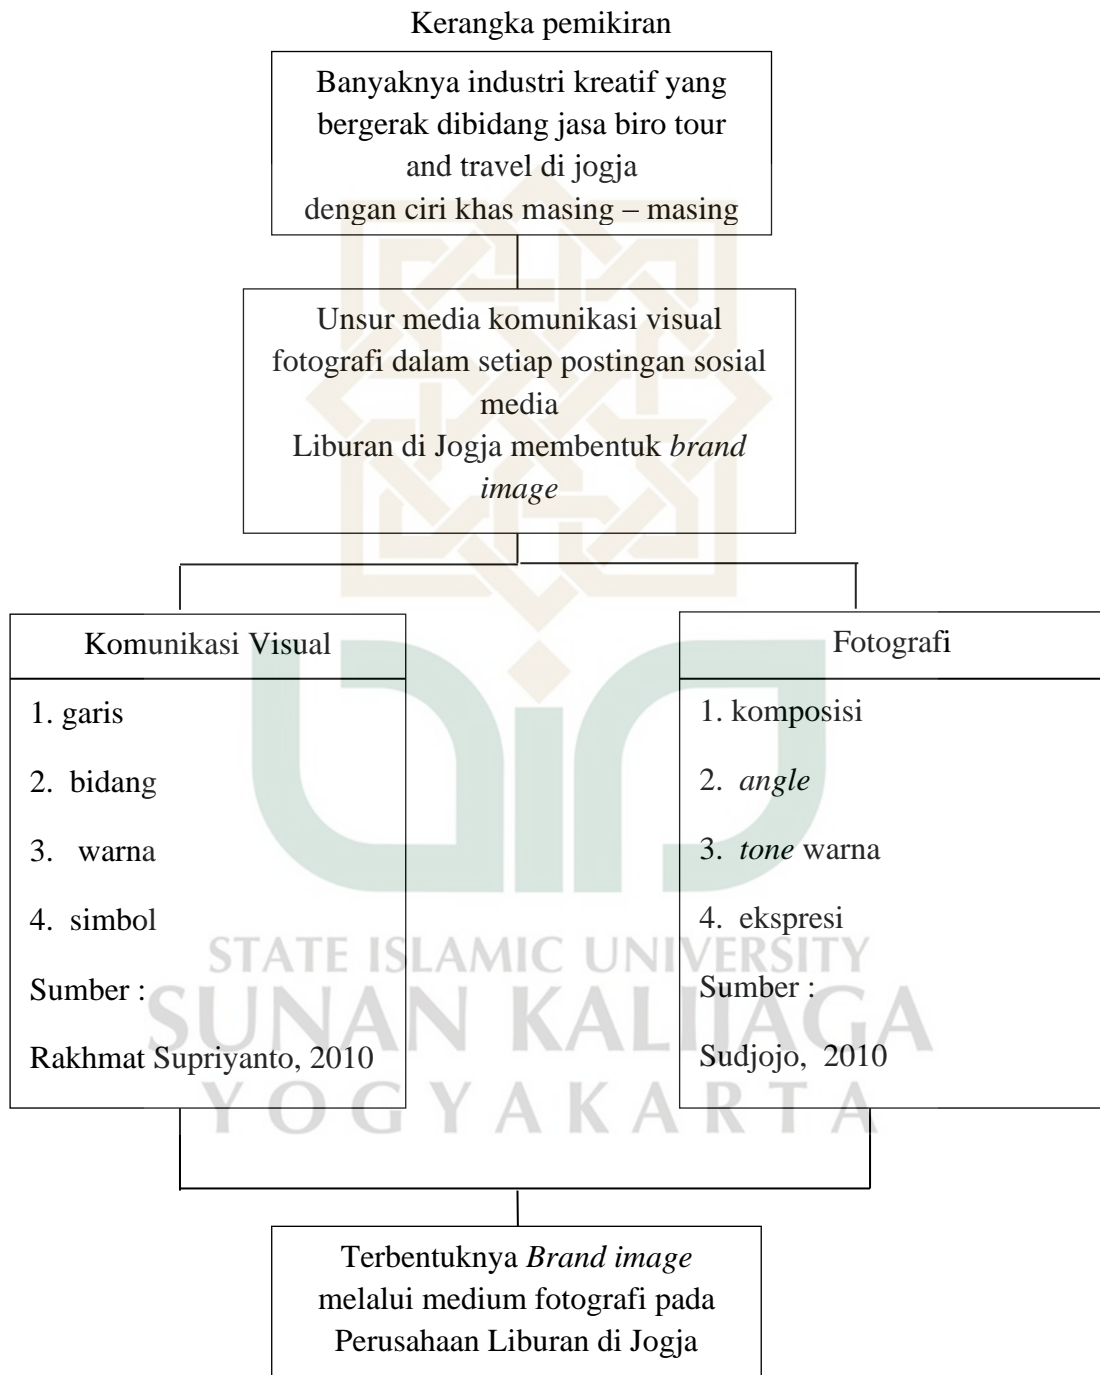 Kerangka pemikiran
Banyaknya industri kreatif yang
bergerak dibidang jasa biro tour
and travel di jogja
dengan ciri khas masing – masing
Unsur media komunikasi visual
fotografi dalam setiap postingan sosial
media
Liburan di Jogja membentuk brand
image
Komunikasi Visual
1. garis
2. bidang
3. warna
4. simbol
Sumber :
Rakhmat Supriyanto, 2010
Fotografi
1. komposisi
2. angle
3. tone warna
4. ekspresi
Sumber :
Sudjojo, 2010
STATE ISLAMIC UNIVERSITY
SUNAN KALIJAGA
YOGYAKARTA
Terbentuknya Brand image
melalui medium fotografi pada
Perusahaan Liburan di Jogja